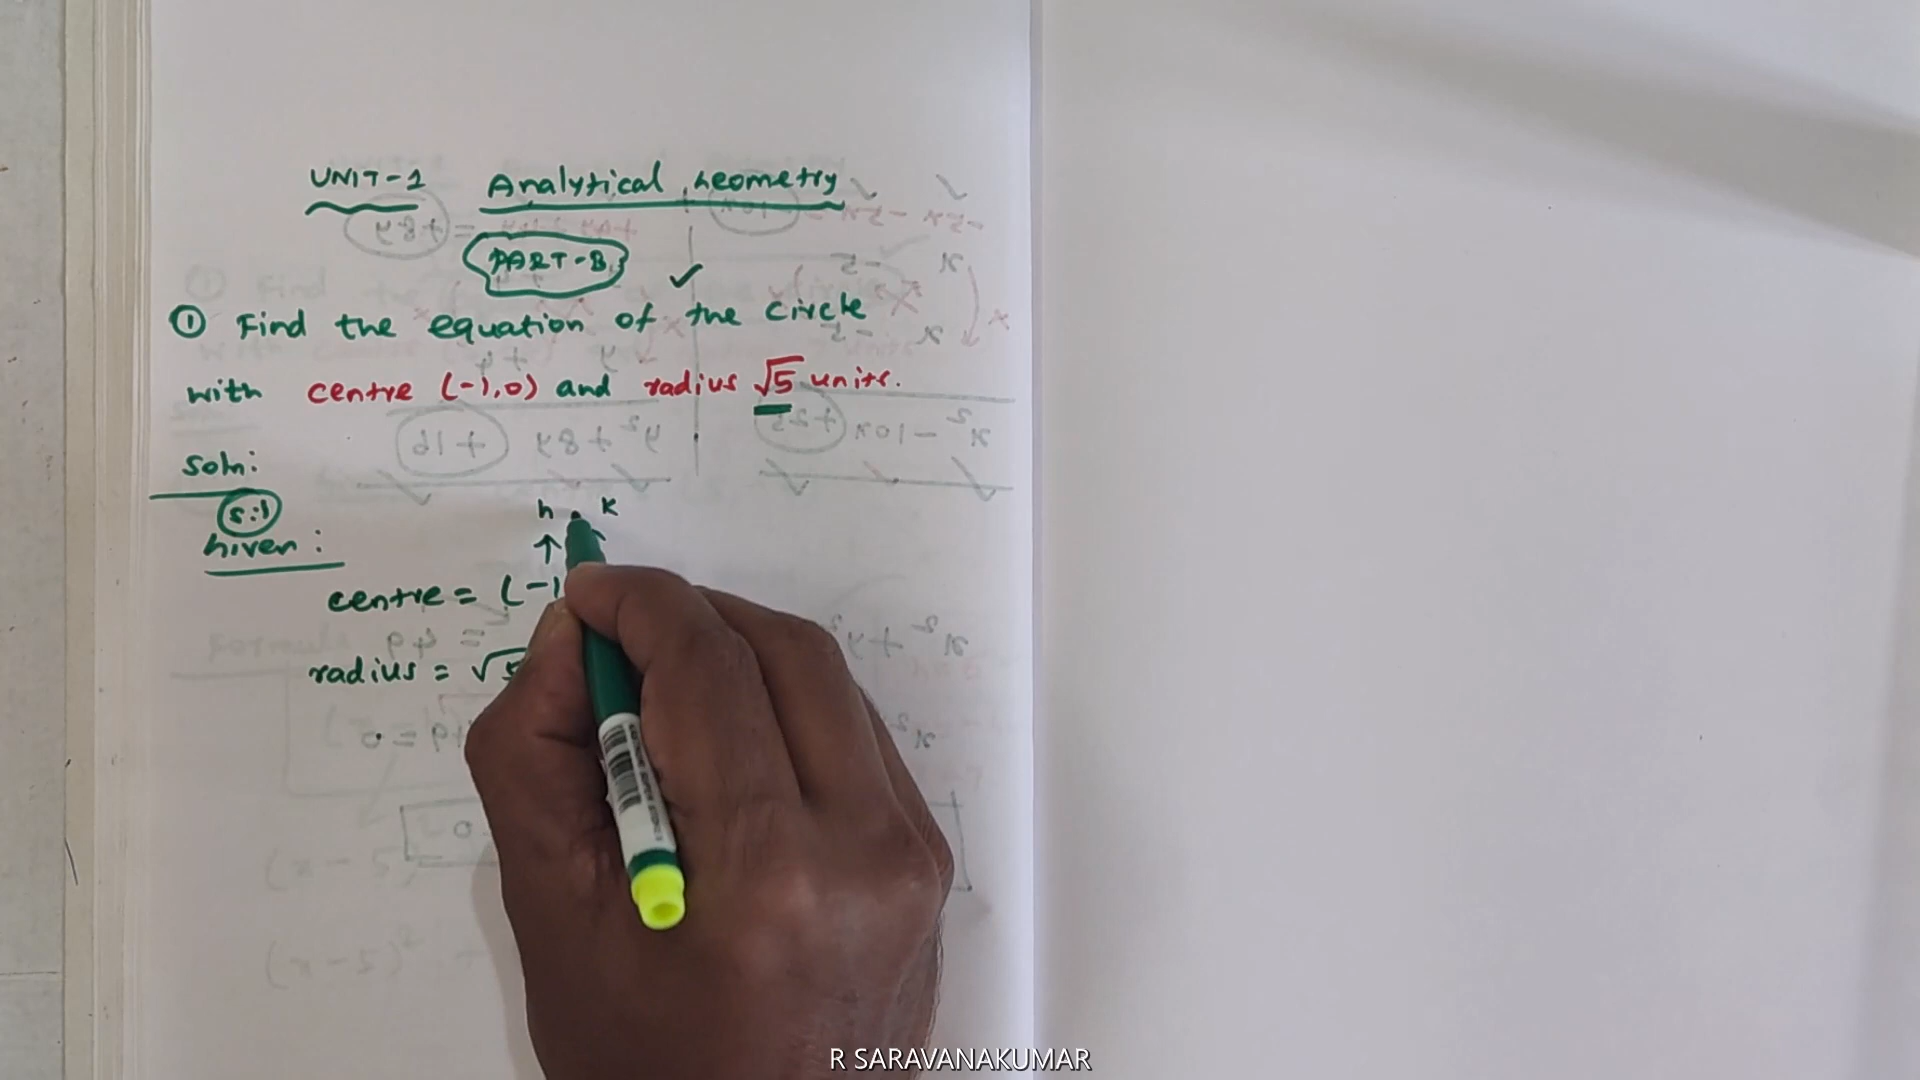 UNIT-1 Analytical Geometry
PART-B
① Find the equation of the circle
with centre (-1,0) and radius √5 units.
Soln:
S:1
Given:
h k
centre = (-1
radius = √5
R SARAVANAKUMAR